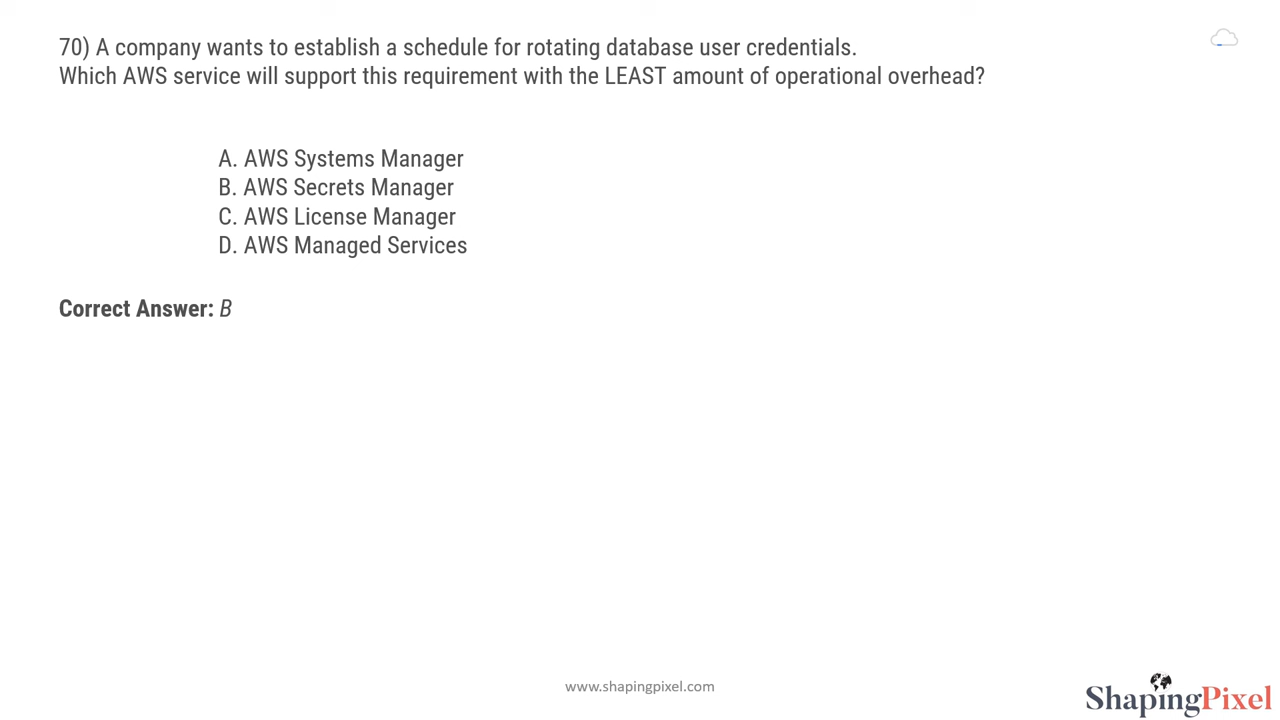 70) A company wants to establish a schedule for rotating database user credentials.
Which AWS service will support this requirement with the LEAST amount of operational overhead?
A. AWS Systems Manager
B. AWS Secrets Manager
C. AWS License Manager
D. AWS Managed Services
Correct Answer: B
www.shapingpixel.com
ShapingPixel